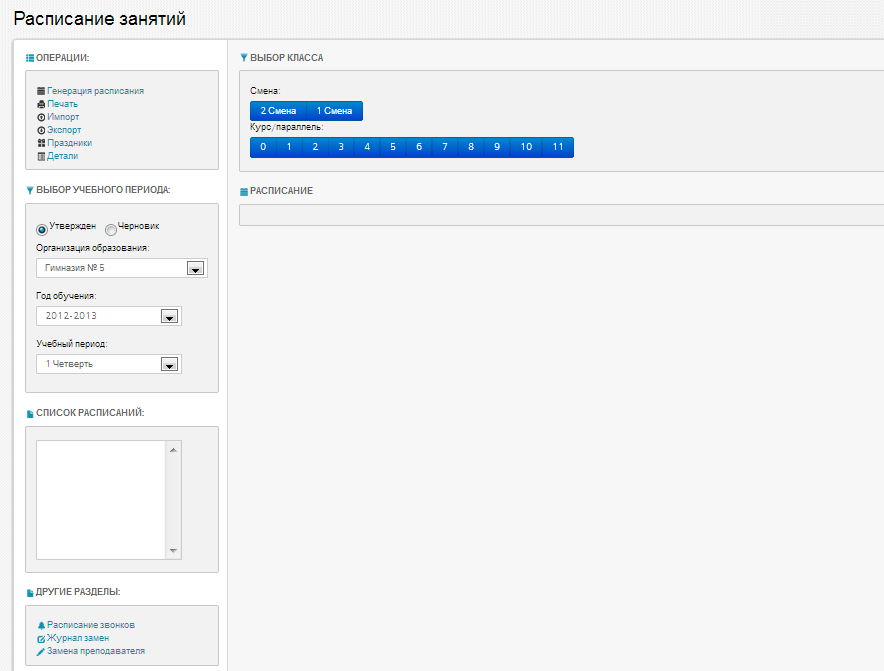 Расписание занятий
ОПЕРАЦИИ:
Генерация расписания
Печать
Импорт
Экспорт
Праздники
Детали
ВЫБОР УЧЕБНОГО ПЕРИОДА:
Утвержден Черновик
Организация образования:
Гимназия № 5
Год обучения:
2012-2013
Учебный период:
1 Четверть
СПИСОК РАСПИСАНИЙ:
ДРУГИЕ РАЗДЕЛЫ:
Расписание звонков
Журнал замен
Замена преподавателя
ВЫБОР КЛАССА
Смена:
2 Смена 1 Смена
Курс/параллель:
0 1 2 3 4 5 6 7 8 9 10 11
РАСПИСАНИЕ